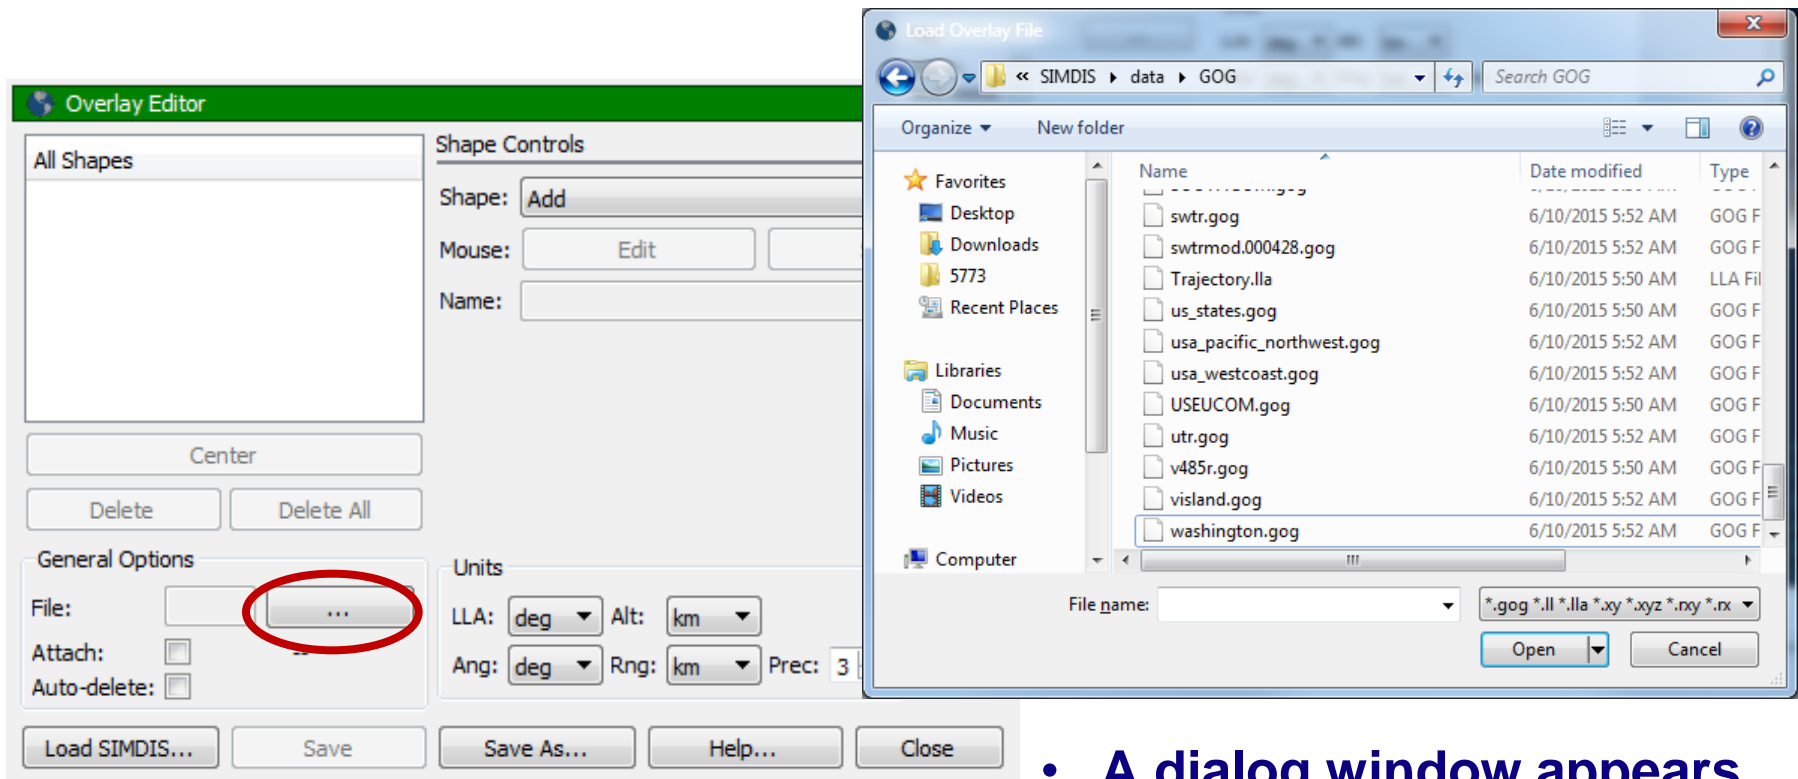 Overlay Editor
All Shapes
Center
Delete Delete All
General Options
File: ...
Attach:
Auto-delete:
Shape Controls
Shape: Add
Mouse: Edit
Name:
Units
LLA: deg Alt: km
Ang: deg Rng: km Prec: 3
Load SIMDIS... Save Save As... Help... Close
Load Overlay File
« SIMDIS data GOG Search GOG
Organize New folder
Favorites
Desktop
Downloads
5773
Recent Places
Libraries
Documents
Music
Pictures
Videos
Computer
Name Date modified Type
swtr.gog 6/10/2015 5:52 AM GOG F
swtrmod.000428.gog 6/10/2015 5:52 AM GOG F
Trajectory.lla 6/10/2015 5:50 AM LLA Fil
us_states.gog 6/10/2015 5:50 AM GOG F
usa_pacific_northwest.gog 6/10/2015 5:52 AM GOG F
usa_westcoast.gog 6/10/2015 5:52 AM GOG F
USEUCOM.gog 6/10/2015 5:50 AM GOG F
utr.gog 6/10/2015 5:52 AM GOG F
v485r.gog 6/10/2015 5:50 AM GOG F
visland.gog 6/10/2015 5:52 AM GOG F
washington.gog 6/10/2015 5:52 AM GOG F
File name: *.gog *.ll *.lla *.xy *.xyz *.rxy *.rx
Open Cancel
• A dialog window appears